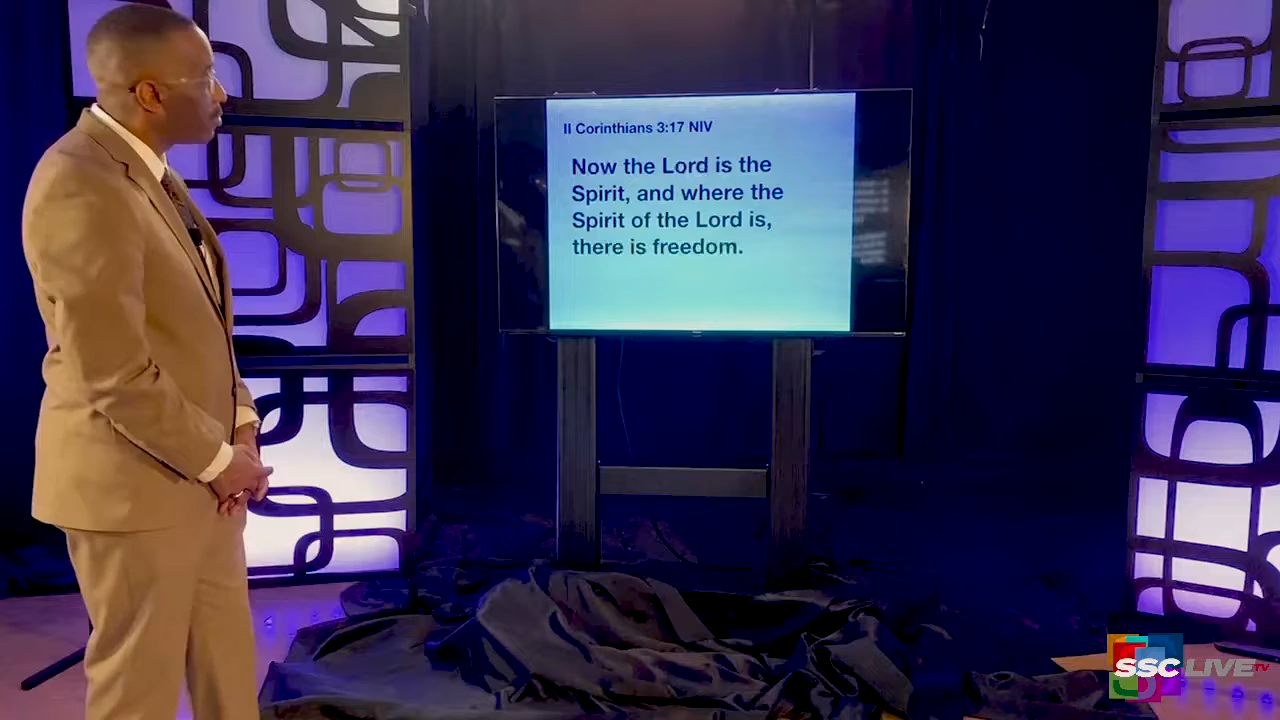 II Corinthians 3:17 NIV
Now the Lord is the
Spirit, and where the
Spirit of the Lord is,
there is freedom.
SSC LIVE TV